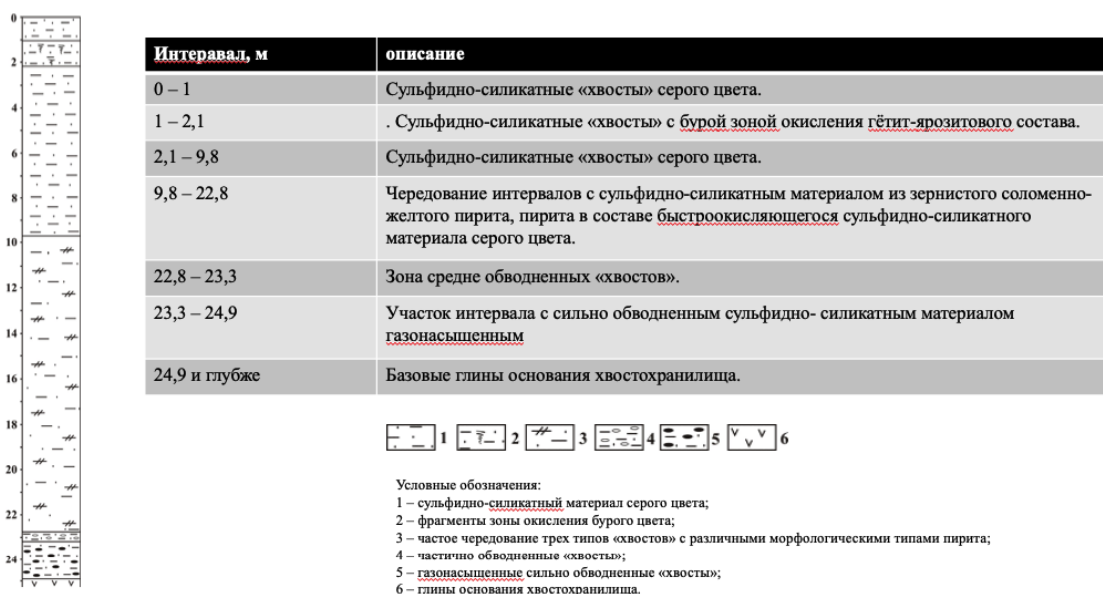 0
2
4
6
8
10
12
14
16
18
20
22
24
Интеравал, м описание
0 – 1 Сульфидно-силикатные «хвосты» серого цвета.
1 – 2,1 . Сульфидно-силикатные «хвосты» с бурой зоной окисления гётит-ярозитового состава.
2,1 – 9,8 Сульфидно-силикатные «хвосты» серого цвета.
9,8 – 22,8 Чередование интервалов с сульфидно-силикатным материалом из зернистого соломенно-
желтого пирита, пирита в составе быстроокисляющегося сульфидно-силикатного
материала серого цвета.
22,8 – 23,3 Зона средне обводненных «хвостов».
23,3 – 24,9 Участок интервала с сильно обводненным сульфидно- силикатным материалом
газонасыщенным
24,9 и глубже Базовые глины основания хвостохранилища.
1 2 3 4 5 6
Условные обозначения:
1 – сульфидно-силикатный материал серого цвета;
2 – фрагменты зоны окисления бурого цвета;
3 – частое чередование трех типов «хвостов» с различными морфологическими типами пирита;
4 – частично обводненные «хвосты»;
5 – газонасыщенные сильно обводненные «хвосты»;
6 – глины основания хвостохранилища.